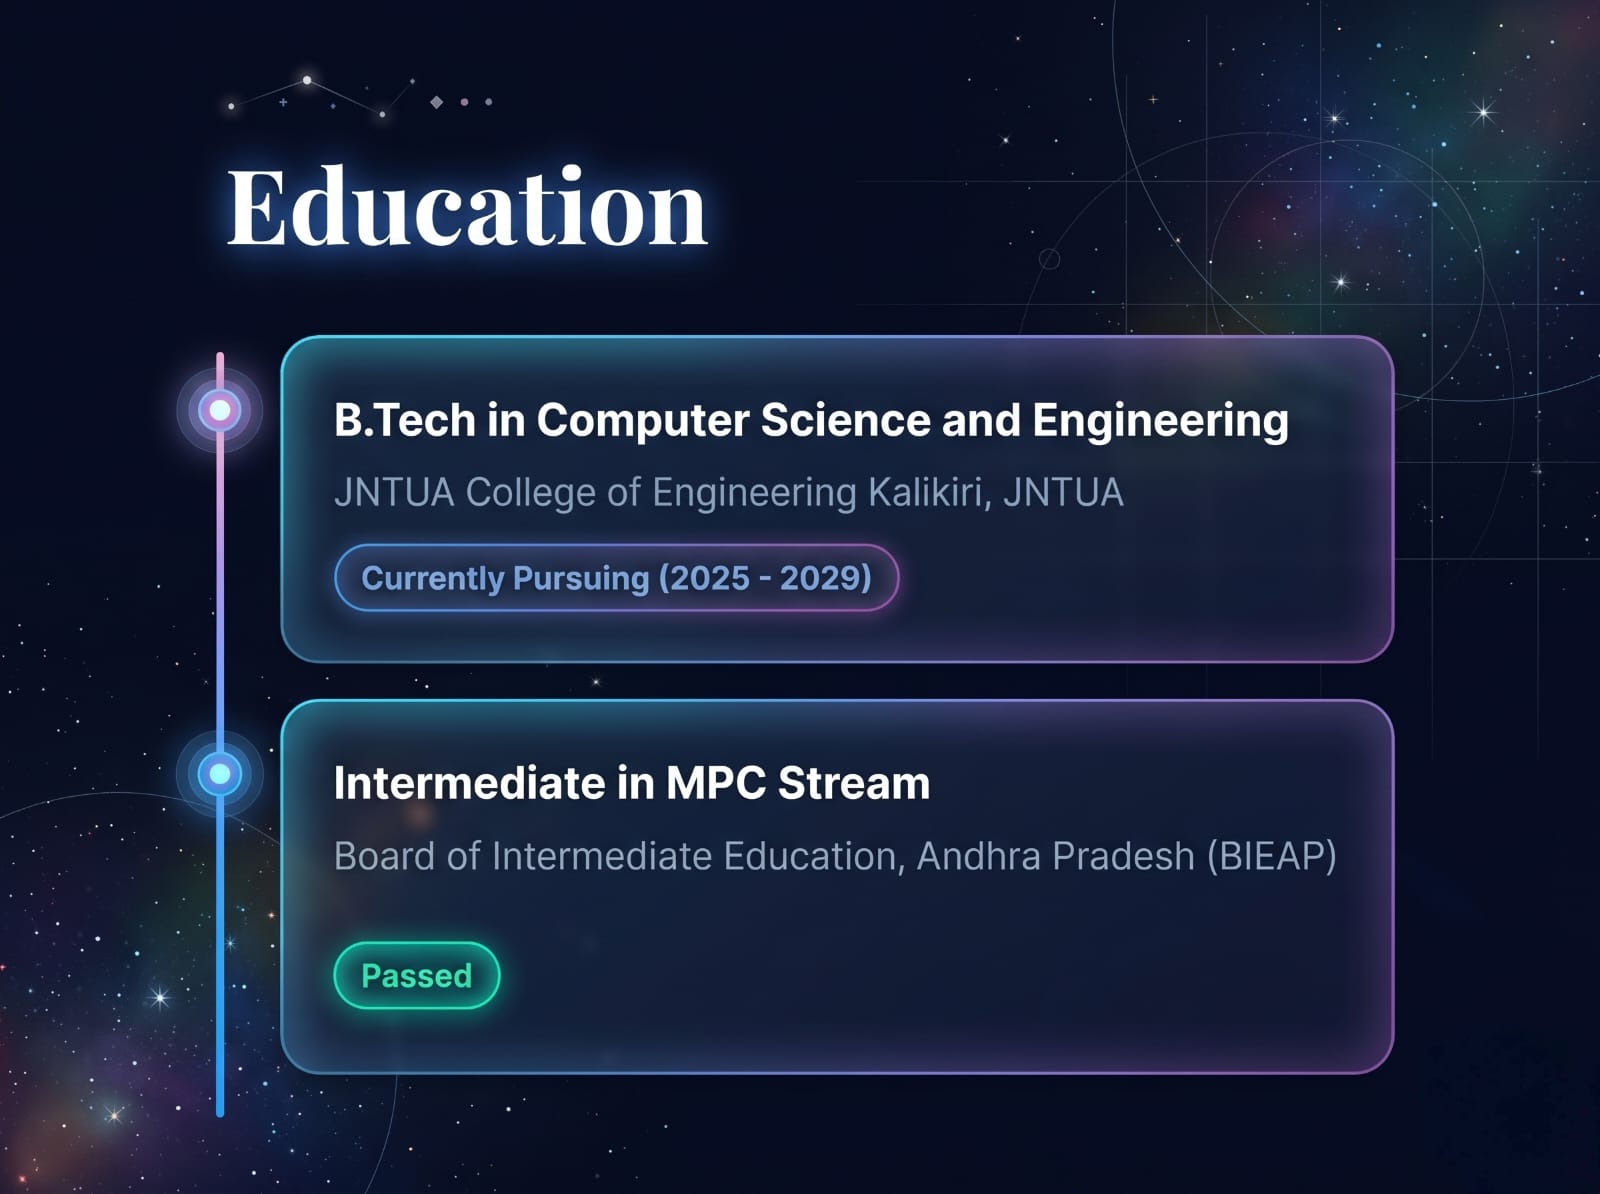 Education
B.Tech in Computer Science and Engineering
JNTUA College of Engineering Kalikiri, JNTUA
Currently Pursuing (2025 - 2029)
Intermediate in MPC Stream
Board of Intermediate Education, Andhra Pradesh (BIEAP)
Passed